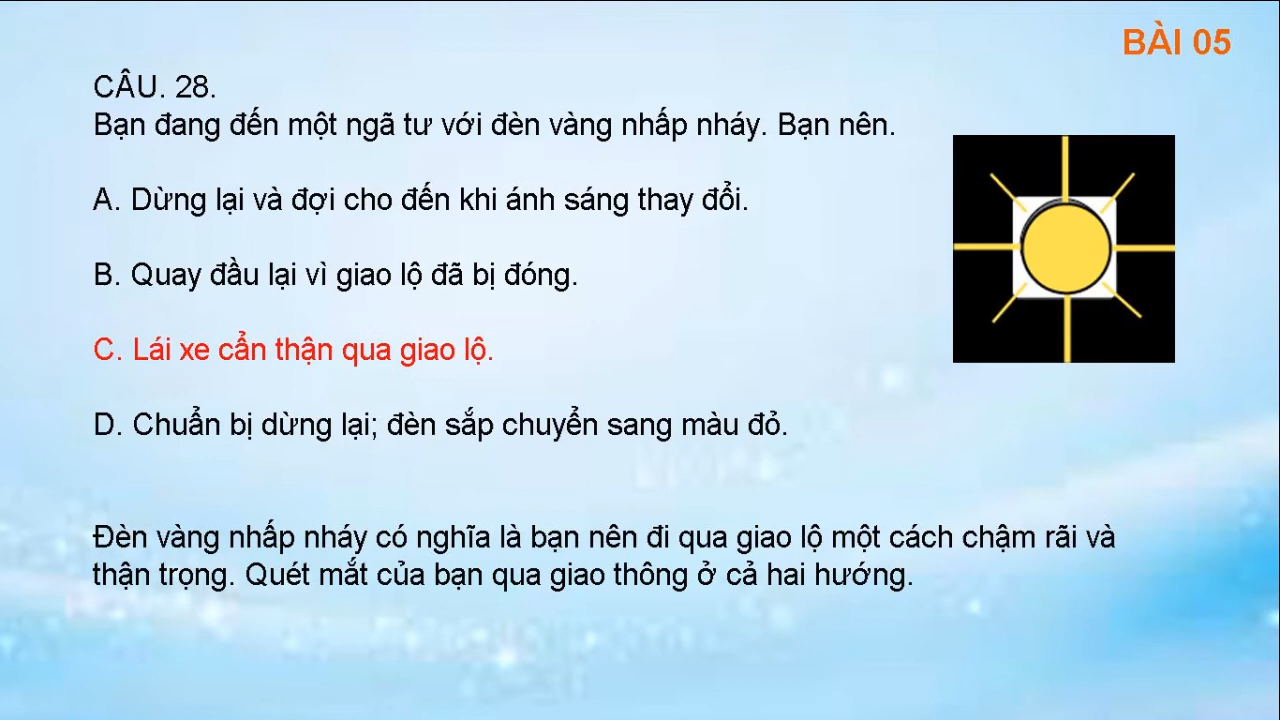 BÀI 05
CÂU. 28.
Bạn đang đến một ngã tư với đèn vàng nhấp nháy. Bạn nên.
A. Dừng lại và đợi cho đến khi ánh sáng thay đổi.
B. Quay đầu lại vì giao lộ đã bị đóng.
C. Lái xe cẩn thận qua giao lộ.
D. Chuẩn bị dừng lại; đèn sắp chuyển sang màu đỏ.
Đèn vàng nhấp nháy có nghĩa là bạn nên đi qua giao lộ một cách chậm rãi và
thận trọng. Quét mắt của bạn qua giao thông ở cả hai hướng.